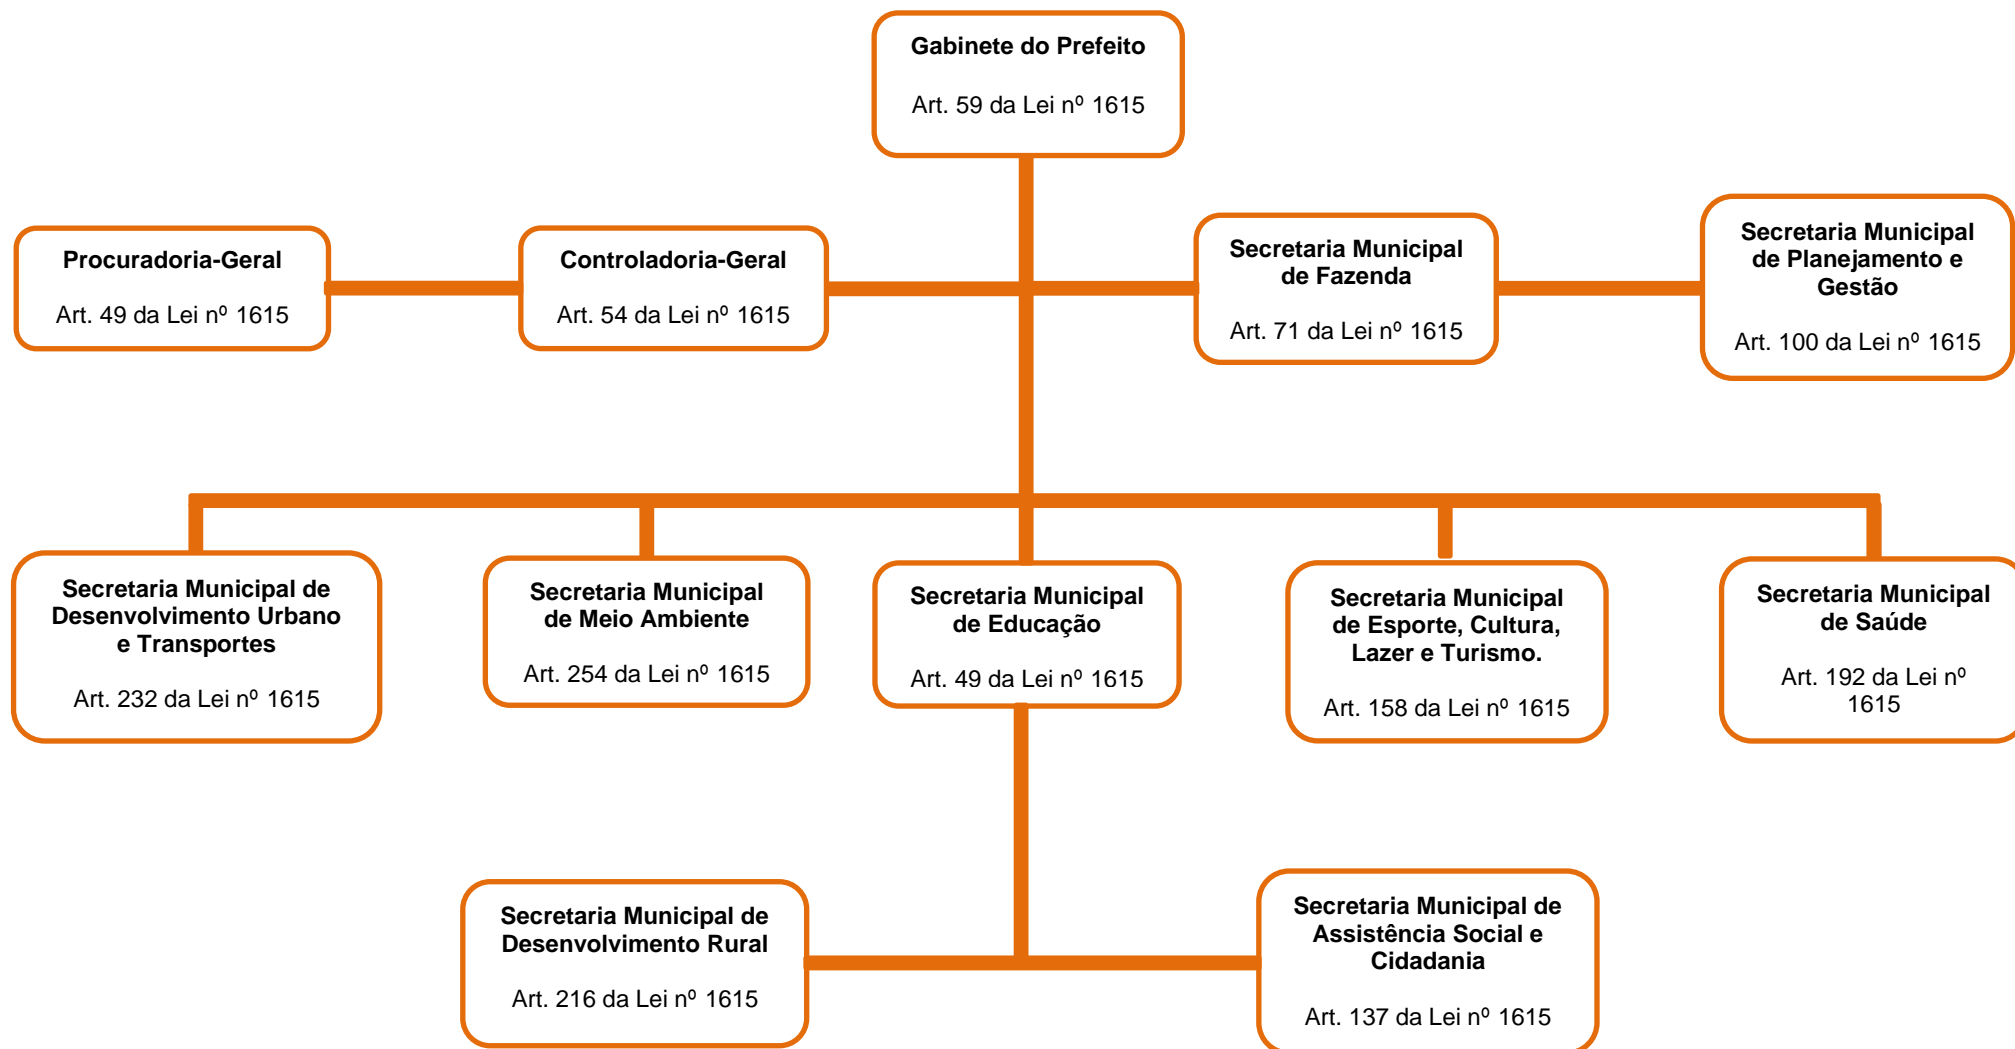 Gabinete do Prefeito
Art. 59 da Lei nº 1615
Procuradoria-Geral
Art. 49 da Lei nº 1615
Controladoria-Geral
Art. 54 da Lei nº 1615
Secretaria Municipal
de Fazenda
Art. 71 da Lei nº 1615
Secretaria Municipal
de Planejamento e
Gestão
Art. 100 da Lei nº 1615
Secretaria Municipal de
Desenvolvimento Urbano
e Transportes
Art. 232 da Lei nº 1615
Secretaria Municipal
de Meio Ambiente
Art. 254 da Lei nº 1615
Secretaria Municipal
de Educação
Art. 49 da Lei nº 1615
Secretaria Municipal
de Esporte, Cultura,
Lazer e Turismo.
Art. 158 da Lei nº 1615
Secretaria Municipal
de Saúde
Art. 192 da Lei nº
1615
Secretaria Municipal de
Desenvolvimento Rural
Art. 216 da Lei nº 1615
Secretaria Municipal de
Assistência Social e
Cidadania
Art. 137 da Lei nº 1615